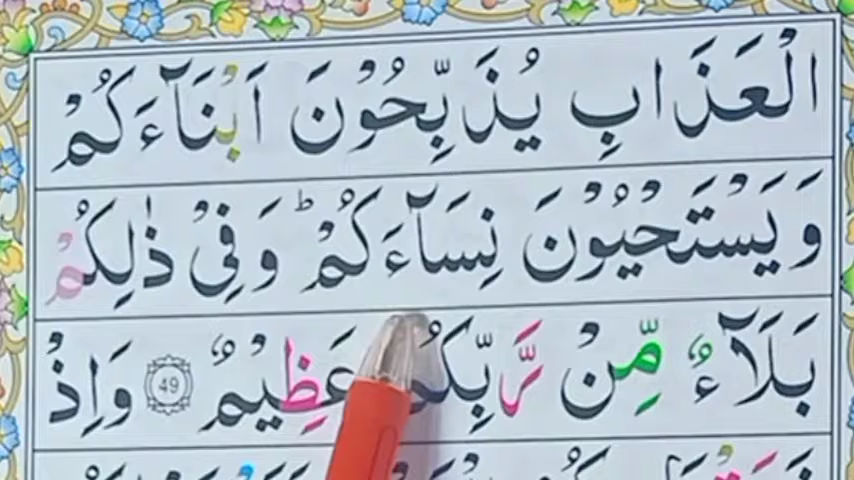 الْعَذَابِ يُذَبِّحُوْنَ اَبْنَآءَكُمْ
وَيَسْتَحْيُوْنَ نِسَآءَكُمْ ؕ وَفِیْ ذٰلِكُمْ
بَلَآءٌ مِّنْ رَّبِّكُمْ عَظِيْمٌ 49 وَاِذْ